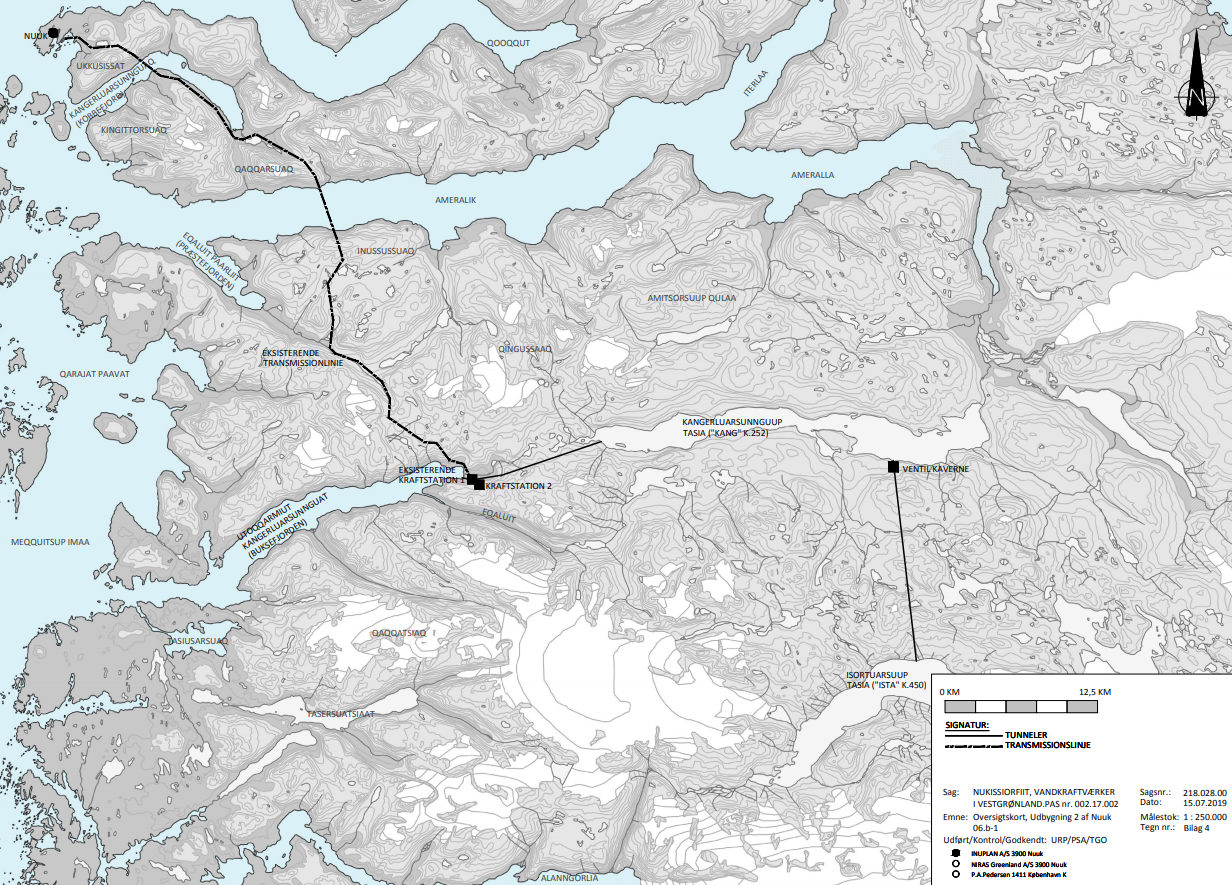 NUUK
UKKUSISSAT
KANGERLUARSUNNGUAQ
(KOBBEFJORD)
KINGITTORSUAQ
QAQQARSUAQ
QOOQQUT
ITERLAA
N
AMERALLA
AMERALIK
EQALUIT PAARLIIT
(PRÆSTEFJORDEN)
INUSSUSSUAQ
AMITSORSUUP QULAA
QINGUSSAAQ
EKSISTERENDE
TRANSMISSIONLINIE
QARAJAT PAAVAT
KANGERLUARSUNNGUUP
TASIA ("KANG" K.252)
EKSISTERENDE
KRAFTSTATION 1
KRAFTSTATION 2
VENTIL KAVERNE
EQALUIT
UTOQQARMIUT
KANGERLUARSUNNGUAT
(BUKSEFJORDEN)
MEQQUITSUP IMAA
QAQQATSIAQ
TASIUSARSUAQ
ISORTUARSUUP
TASIA ("ISTA" K.450)
TASERSUATSIAAT
ALANNGORLIA
0 KM 12,5 KM
SIGNATUR:
TUNNELER
TRANSMISSIONSLINJE
Sag: NUKISSIORFIIT, VANDKRAFTVÆRKER Sagsnr.: 218.028.00
I VESTGRØNLAND.PAS nr. 002.17.002 Dato: 15.07.2019
Emne: Oversigtskort, Udbygning 2 af Nuuk Målestok: 1 : 250.000
06.b-1 Tegn nr.: Bilag 4
Udført/Kontrol/Godkendt: URP/PSA/TGO
INUPLAN A/S 3900 Nuuk
NIRAS Greenland A/S 3900 Nuuk
P.A.Pedersen 1411 København K